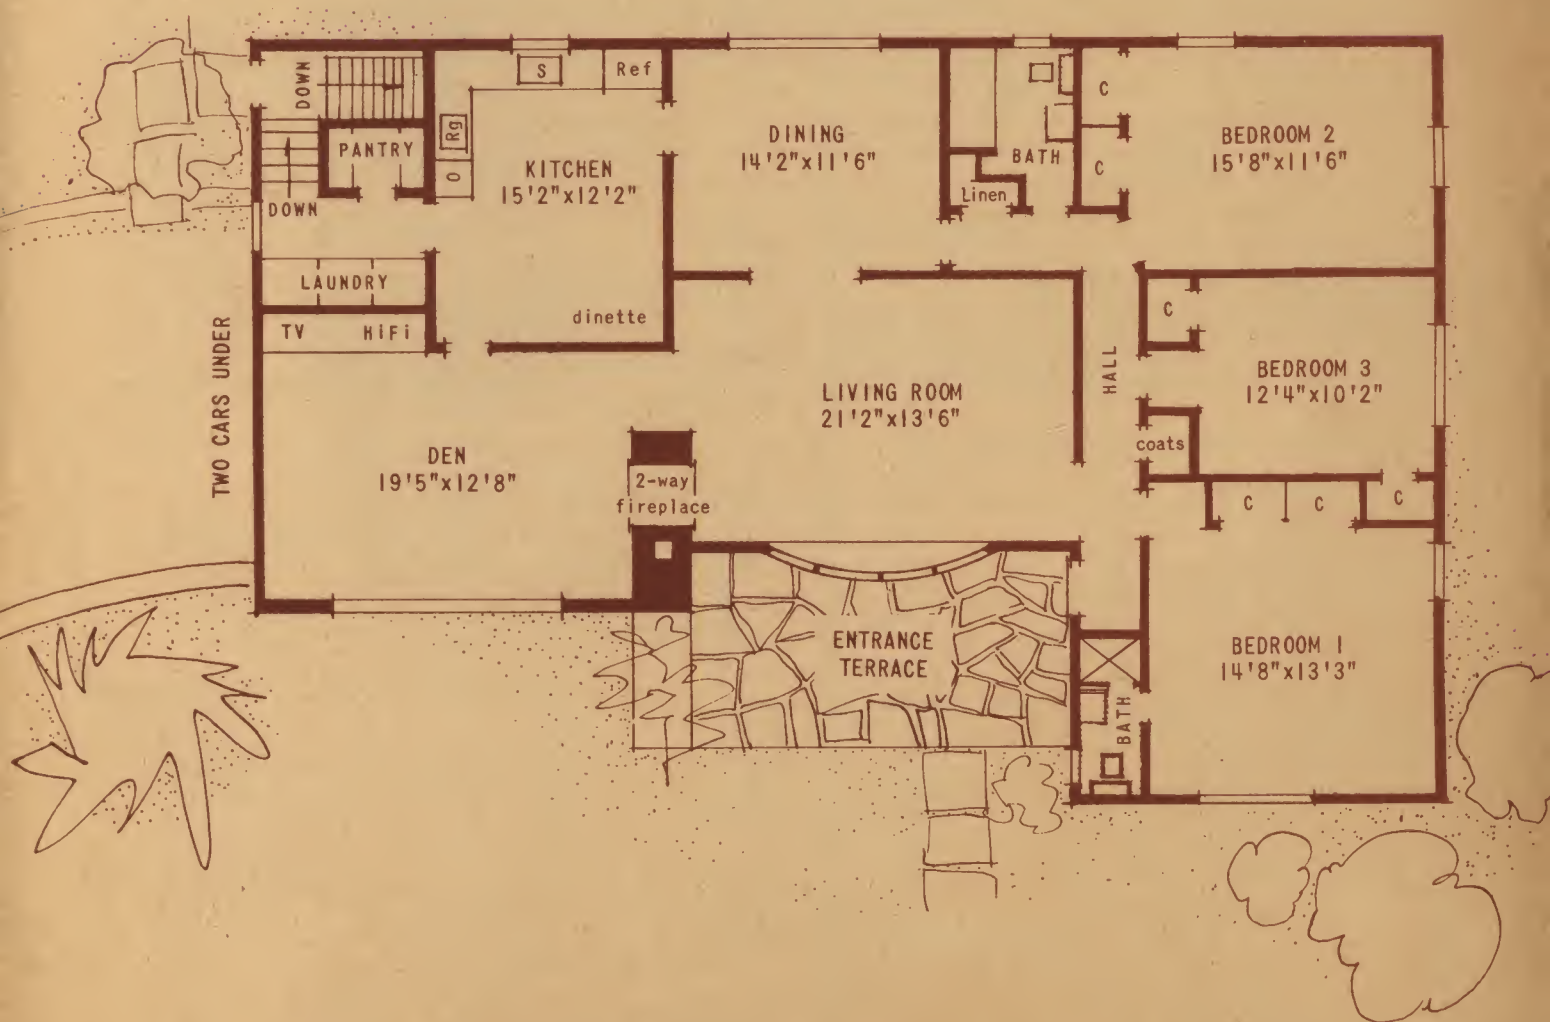 DOWN
S
Ref
Rg
O
PANTRY
KITCHEN
15'2"x12'2"
DINING
14'2"x11'6"
BATH
Linen
C
C
BEDROOM 2
15'8"x11'6"
DOWN
LAUNDRY
TV HiFi
dinette
TWO CARS UNDER
DEN
19'5"x12'8"
2-way
fireplace
LIVING ROOM
21'2"x13'6"
HALL
C
BEDROOM 3
12'4"x10'2"
coats
C
C
C
ENTRANCE
TERRACE
BEDROOM 1
14'8"x13'3"
BATH